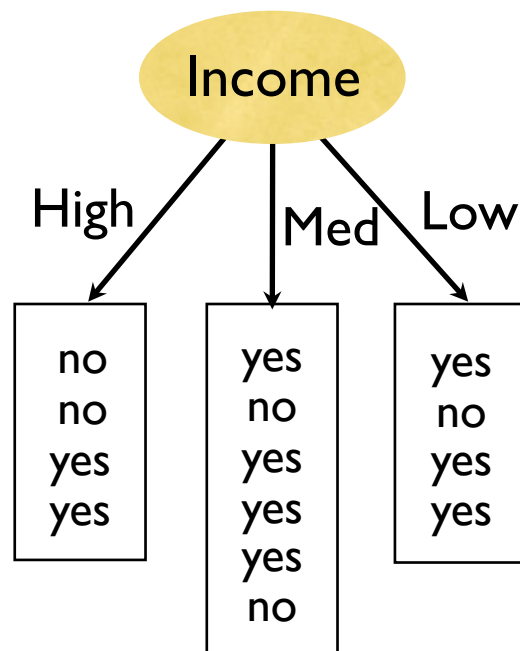 Income
High
Med
Low
no
no
yes
yes
yes
no
yes
yes
yes
no
yes
no
yes
yes